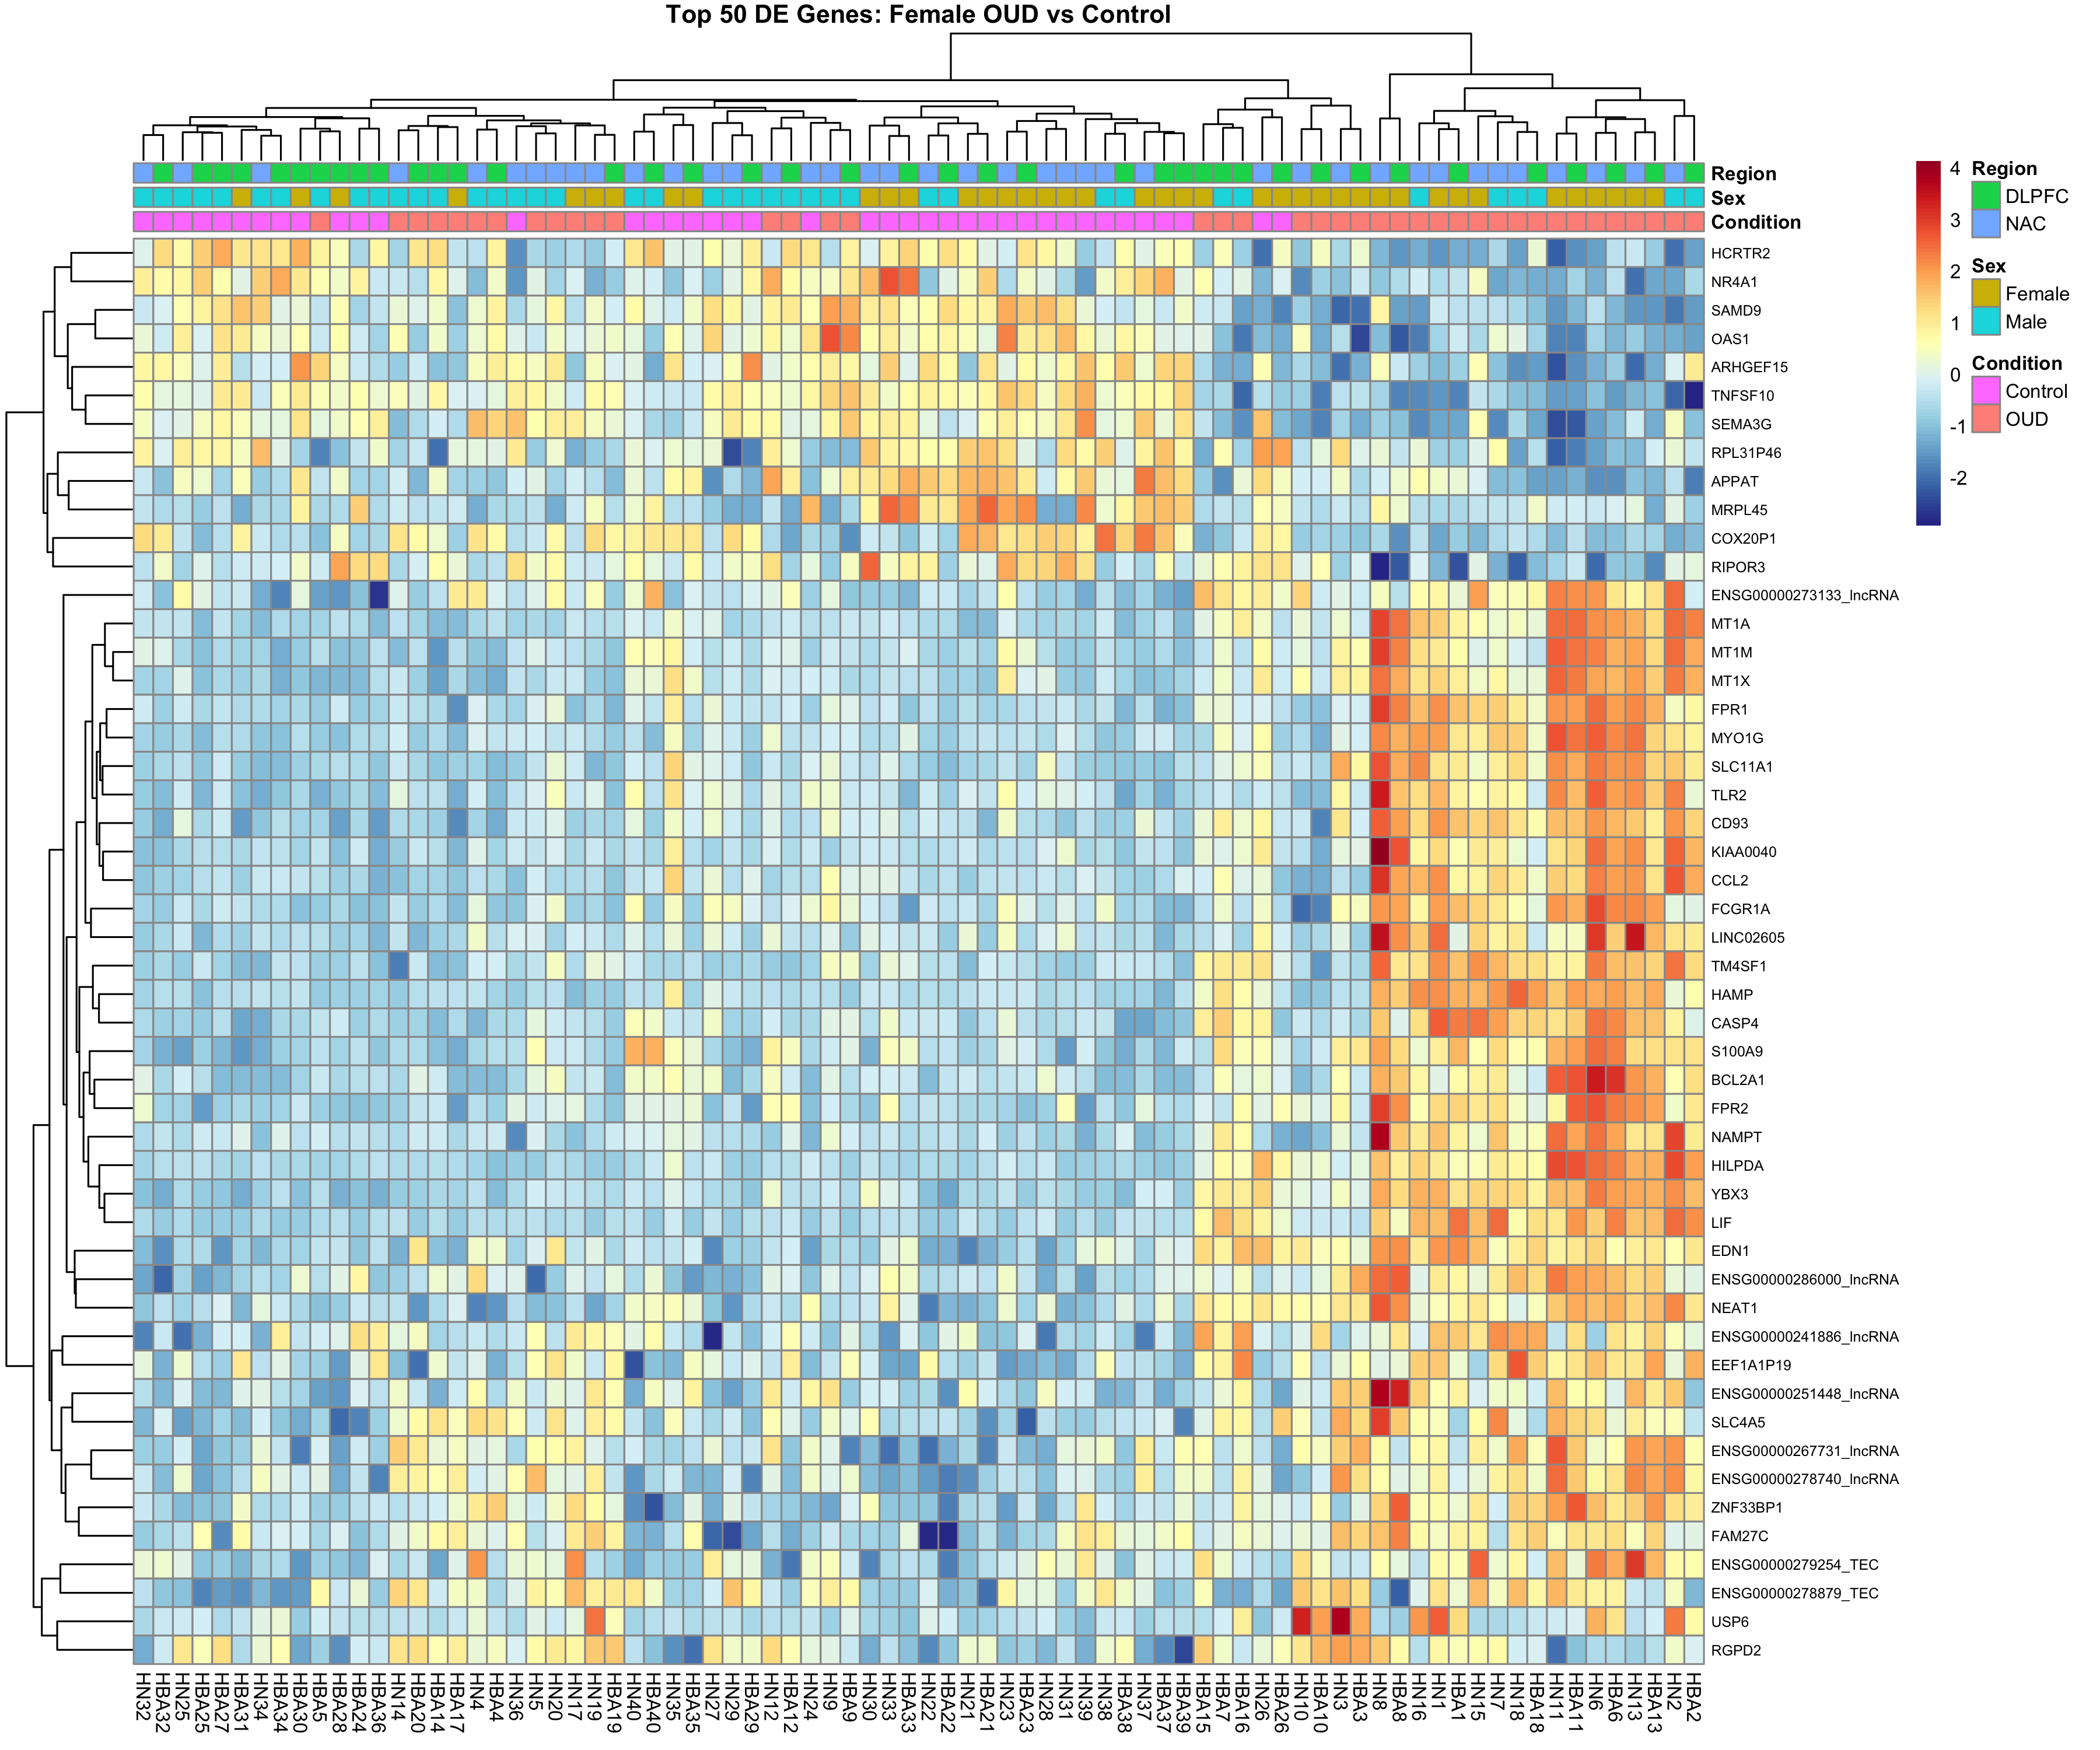 Top 50 DE Genes: Female OUD vs Control
Region
Sex
Condition
HCRTR2
NR4A1
SAMD9
OAS1
ARHGEF15
TNFSF10
SEMA3G
RPL31P46
APPAT
MRPL45
COX20P1
RIPOR3
ENSG00000273133_lncRNA
MT1A
MT1M
MT1X
FPR1
MYO1G
SLC11A1
TLR2
CD93
KIAA0040
CCL2
FCGR1A
LINC02605
TM4SF1
HAMP
CASP4
S100A9
BCL2A1
FPR2
NAMPT
HILPDA
YBX3
LIF
EDN1
ENSG00000286000_lncRNA
NEAT1
ENSG00000241886_lncRNA
EEF1A1P19
ENSG00000251448_lncRNA
SLC4A5
ENSG00000267731_lncRNA
ENSG00000278740_lncRNA
ZNF33BP1
FAM27C
ENSG00000279254_TEC
ENSG00000278879_TEC
USP6
RGPD2
4
3
2
1
0
-1
-2
Region
DLPFC
NAC
Sex
Female
Male
Condition
Control
OUD
HN32
HBA32
HN25
HBA25
HBA27
HBA31
HN34
HBA34
HBA30
HBA5
HBA28
HBA24
HBA36
HN14
HBA20
HBA14
HBA17
HN4
HBA4
HN36
HN5
HN20
HN17
HN19
HBA19
HN40
HBA40
HN35
HBA35
HN27
HN29
HBA29
HN12
HBA12
HN24
HN9
HBA9
HN30
HN33
HBA33
HN22
HBA22
HN21
HBA21
HN23
HBA23
HN28
HN31
HN39
HN38
HBA38
HN37
HBA37
HBA39
HBA15
HBA7
HBA16
HN26
HBA26
HN10
HBA10
HN3
HBA3
HN8
HBA8
HN16
HN1
HBA1
HN15
HN7
HN18
HBA18
HN11
HBA11
HN6
HBA6
HN13
HBA13
HN2
HBA2